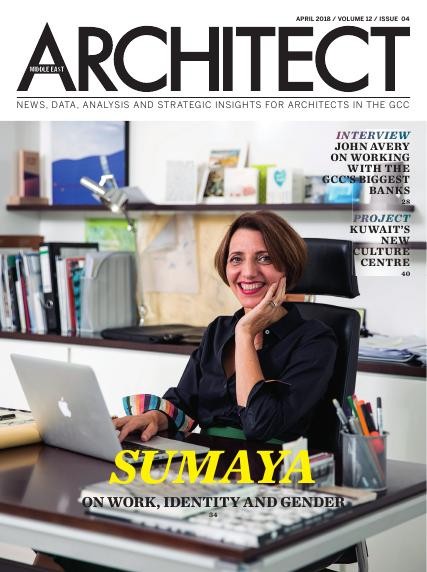 APRIL 2018 / VOLUME 12 / ISSUE 04
ARCHITECT
MIDDLE EAST
NEWS, DATA, ANALYSIS AND STRATEGIC INSIGHTS FOR ARCHITECTS IN THE GCC
INTERVIEW
JOHN AVERY
ON WORKING
WITH THE
GCC'S BIGGEST
BANKS
28
PROJECT
KUWAIT'S
NEW
CULTURE
CENTRE
40
SUMAYA
ON WORK, IDENTITY AND GENDER
34